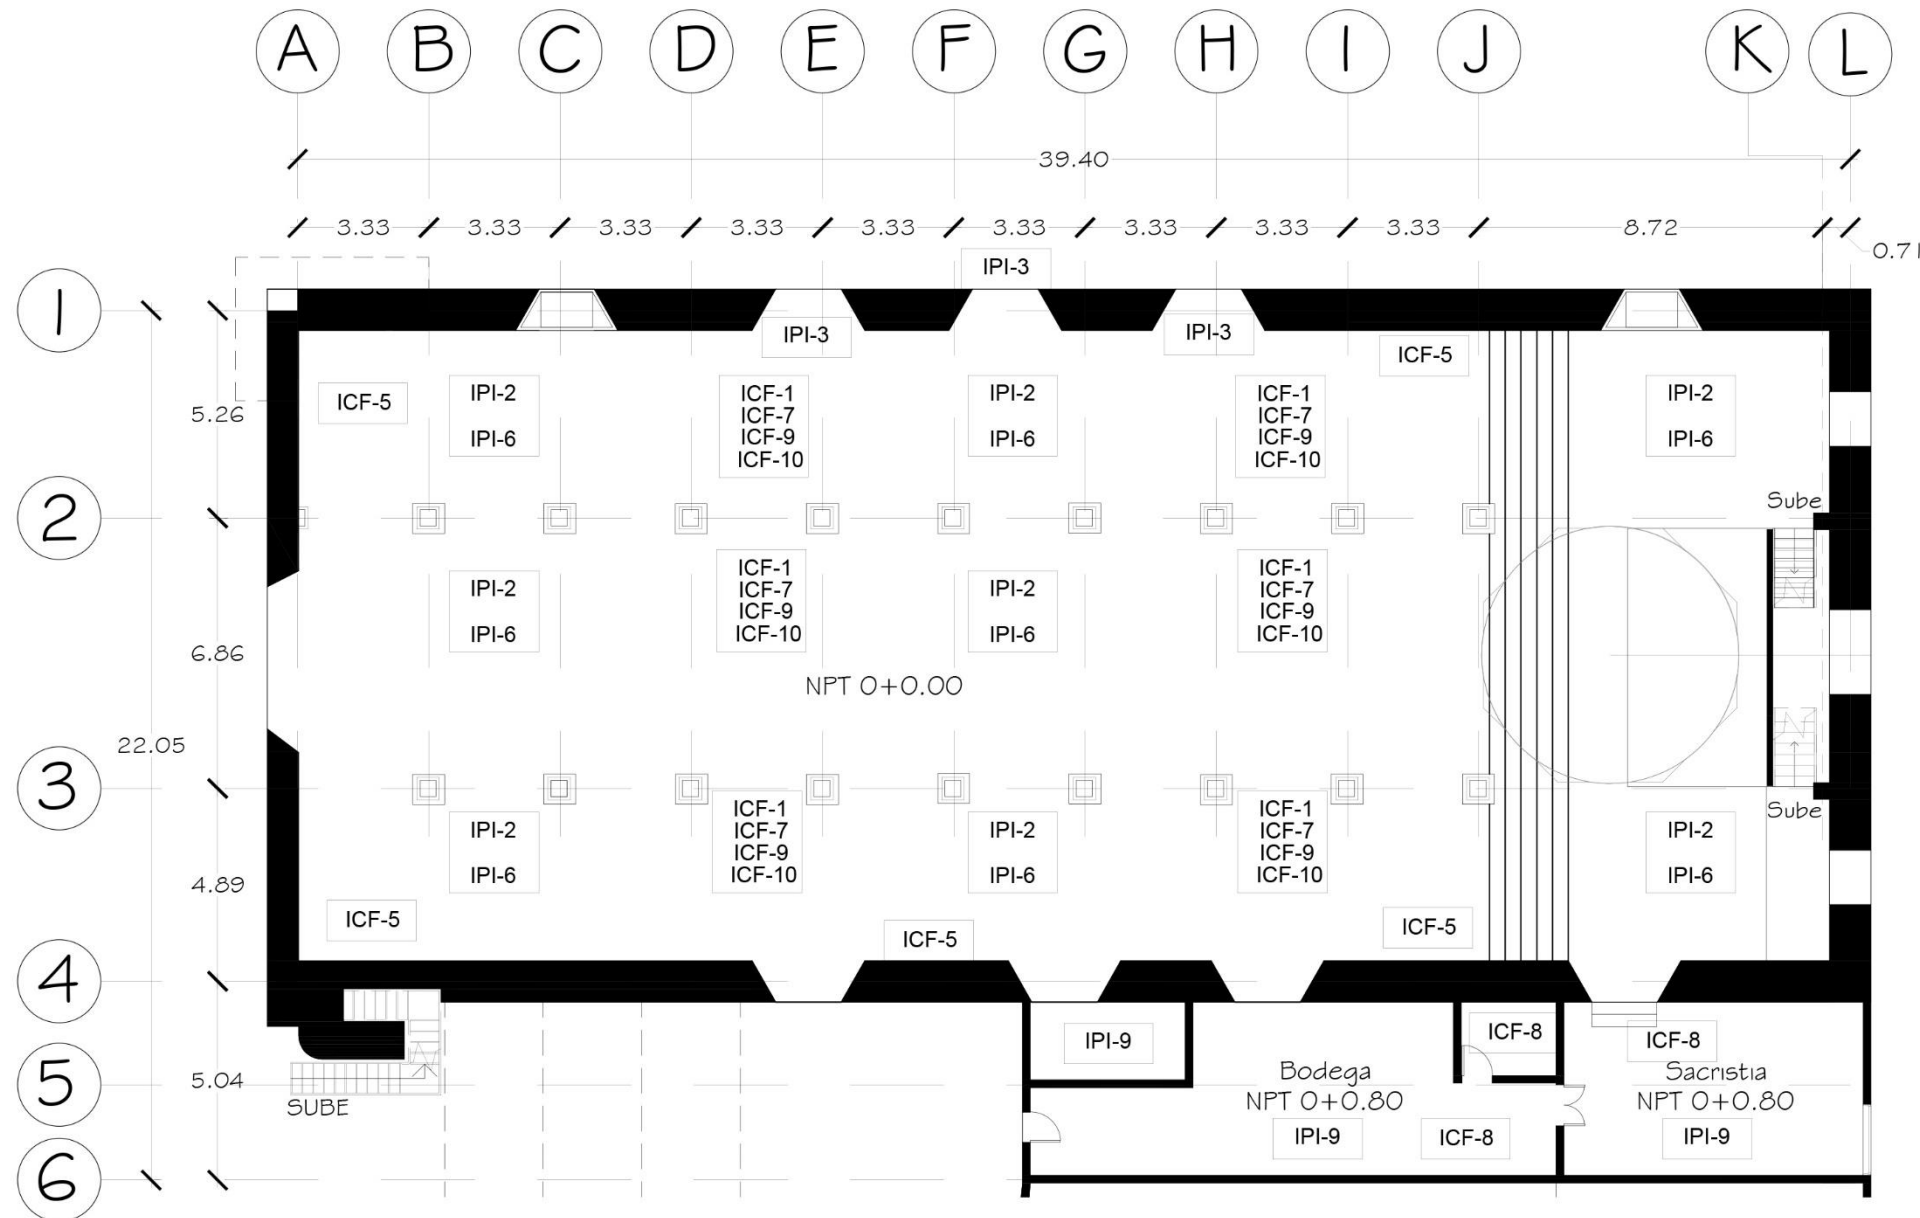 A B C D E F G H I J K L
39.40
3.33 3.33 3.33 3.33 3.33 3.33 3.33 3.33 3.33 8.72
0.71
IPI-3
1
IPI-3 IPI-3
ICF-5
ICF-5
5.26
IPI-2
IPI-6
ICF-1
ICF-7
ICF-9
ICF-10
IPI-2
IPI-6
ICF-1
ICF-7
ICF-9
ICF-10
IPI-2
IPI-6
Sube
2
IPI-2
IPI-6
ICF-1
ICF-7
ICF-9
ICF-10
IPI-2
IPI-6
ICF-1
ICF-7
ICF-9
ICF-10
6.86
NPT 0+0.00
22.05
3
Sube
IPI-2
IPI-6
ICF-1
ICF-7
ICF-9
ICF-10
IPI-2
IPI-6
ICF-1
ICF-7
ICF-9
ICF-10
IPI-2
IPI-6
4.89
ICF-5
ICF-5
ICF-5
4
IPI-9
ICF-8
ICF-8
5
5.04
SUBE
Bodega
NPT 0+0.80
Sacristia
NPT 0+0.80
IPI-9
ICF-8
IPI-9
6